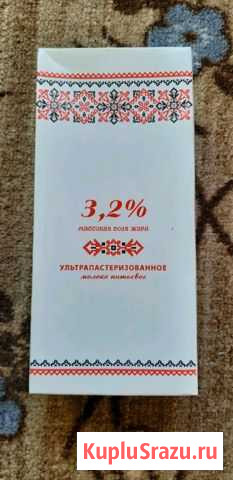 3,2%
массовая доля жира
УЛЬТРАПАСТЕРИЗОВАННОЕ
молоко питьевое
KupluSrazu.ru